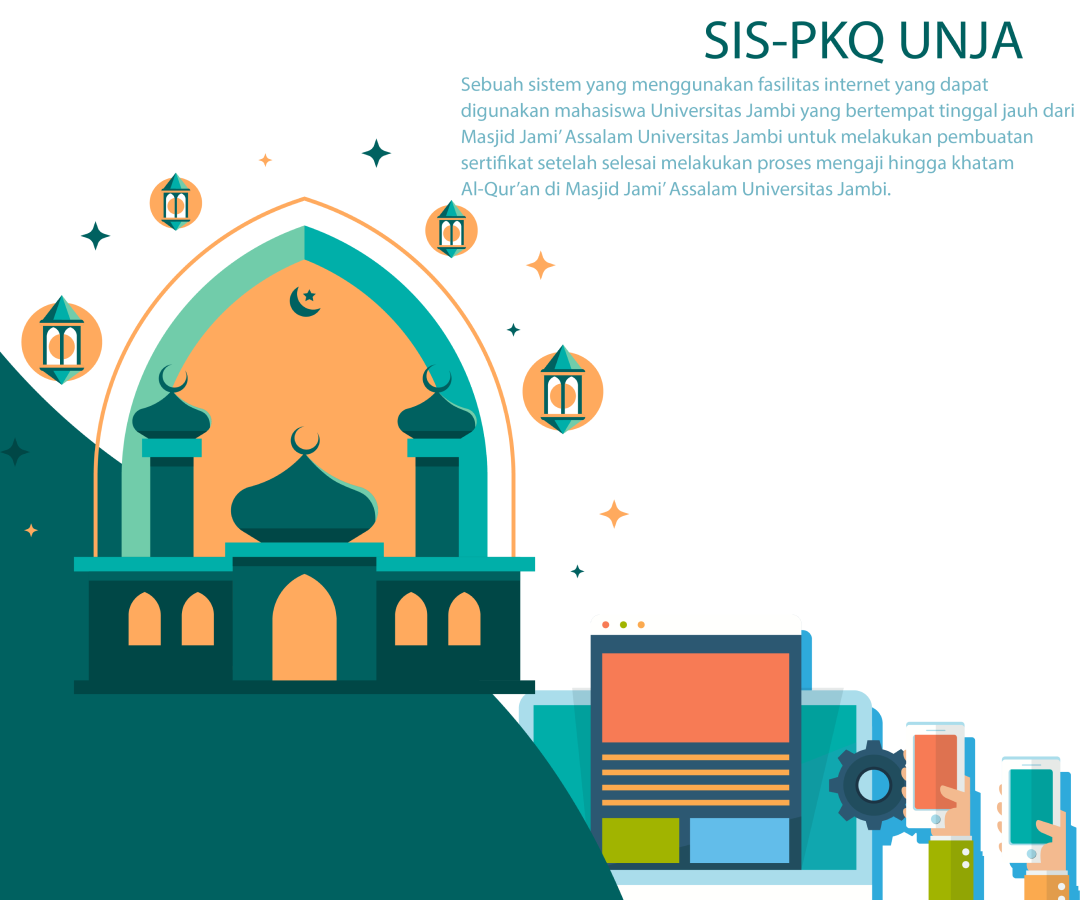 SIS-PKQ UNJA
Sebuah sistem yang menggunakan fasilitas internet yang dapat
digunakan mahasiswa Universitas Jambi yang bertempat tinggal jauh dari
Masjid Jami’ Assalam Universitas Jambi untuk melakukan pembuatan
sertifikat setelah selesai melakukan proses mengaji hingga khatam
Al-Qur’an di Masjid Jami’ Assalam Universitas Jambi.